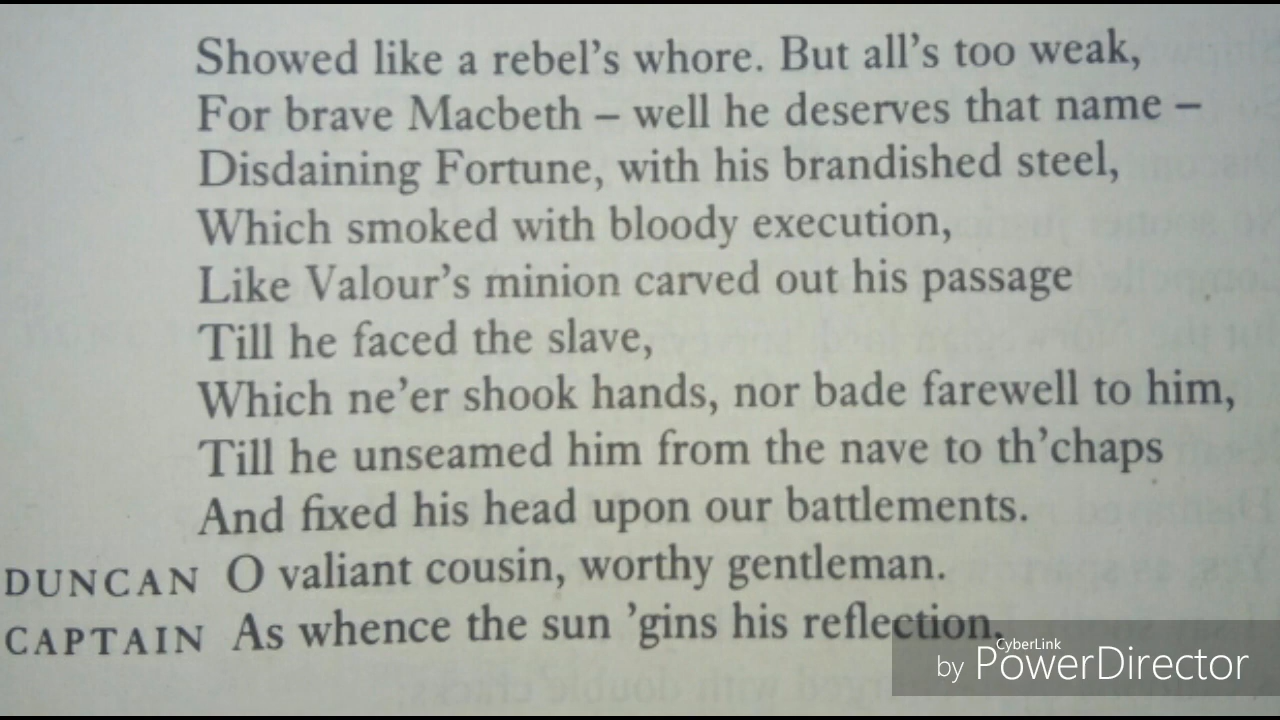 Showed like a rebel's whore. But all's too weak,
For brave Macbeth – well he deserves that name –
Disdaining Fortune, with his brandished steel,
Which smoked with bloody execution,
Like Valour's minion carved out his passage
Till he faced the slave,
Which ne'er shook hands, nor bade farewell to him,
Till he unseamed him from the nave to th'chaps
And fixed his head upon our battlements.
DUNCAN O valiant cousin, worthy gentleman.
CAPTAIN As whence the sun 'gins his reflection,
CyberLink
by PowerDirector